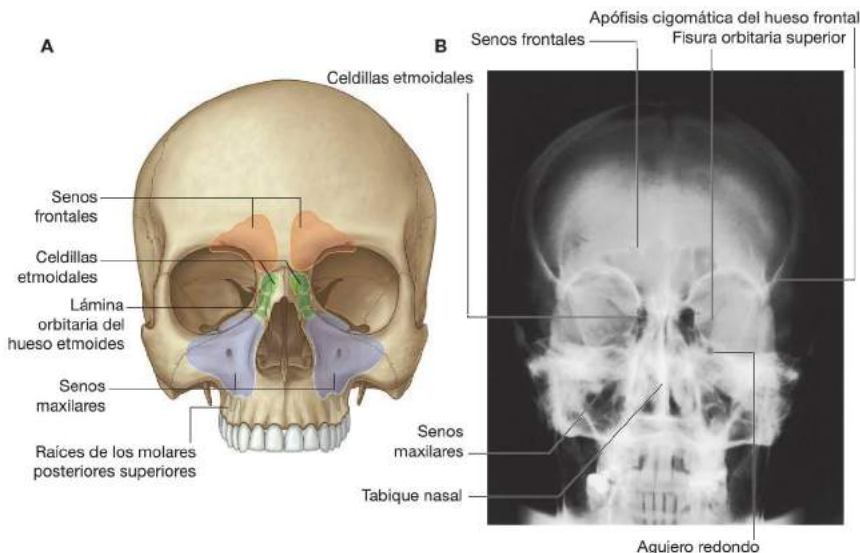 A
Senos
frontales
Celdillas
etmoidales
Lámina
orbitaria del
hueso etmoides
Senos
maxilares
Raíces de los molares
posteriores superiores
B
Apófisis cigomática del hueso frontal
Senos frontales
Fisura orbitaria superior
Celdillas etmoidales
Senos
maxilares
Tabique nasal
Agujero redondo